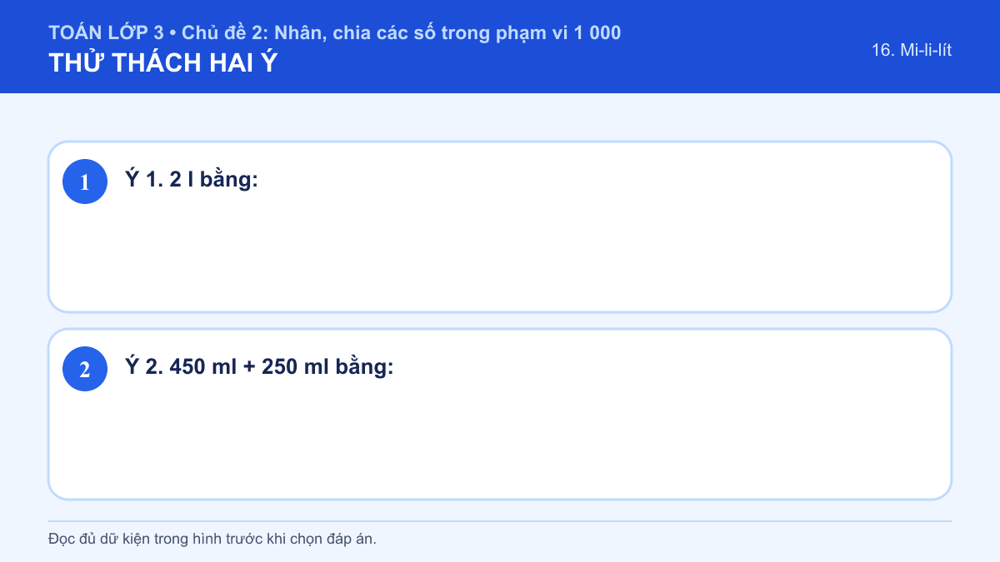 TOÁN LỚP 3 • Chủ đề 2: Nhân, chia các số trong phạm vi 1 000
THỬ THÁCH HAI Ý
16. Mi-li-lít
1
Ý 1. 2 l bằng:
2
Ý 2. 450 ml + 250 ml bằng:
Đọc đủ dữ kiện trong hình trước khi chọn đáp án.